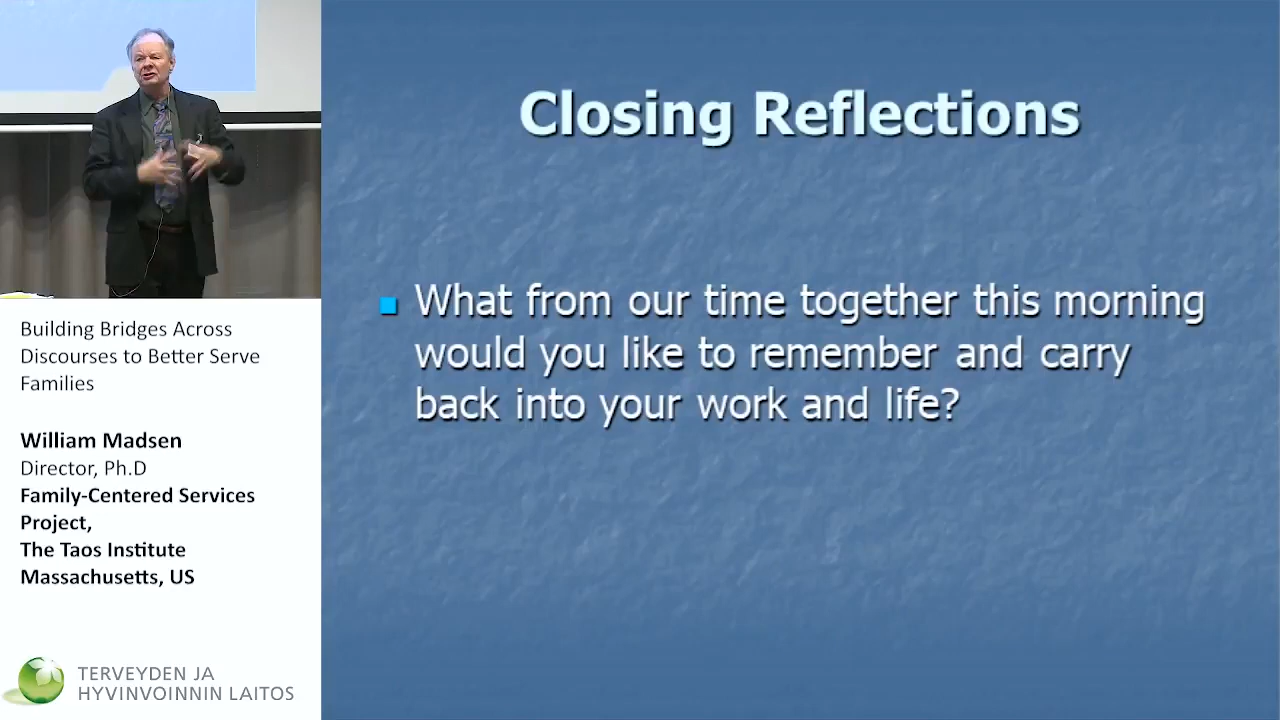 Closing Reflections
What from our time together this morning
would you like to remember and carry
back into your work and life?
Building Bridges Across
Discourses to Better Serve
Families
William Madsen
Director, Ph.D
Family-Centered Services
Project,
The Taos Institute
Massachusetts, US
TERVEYDEN JA
HYVINVOINNIN LAITOS